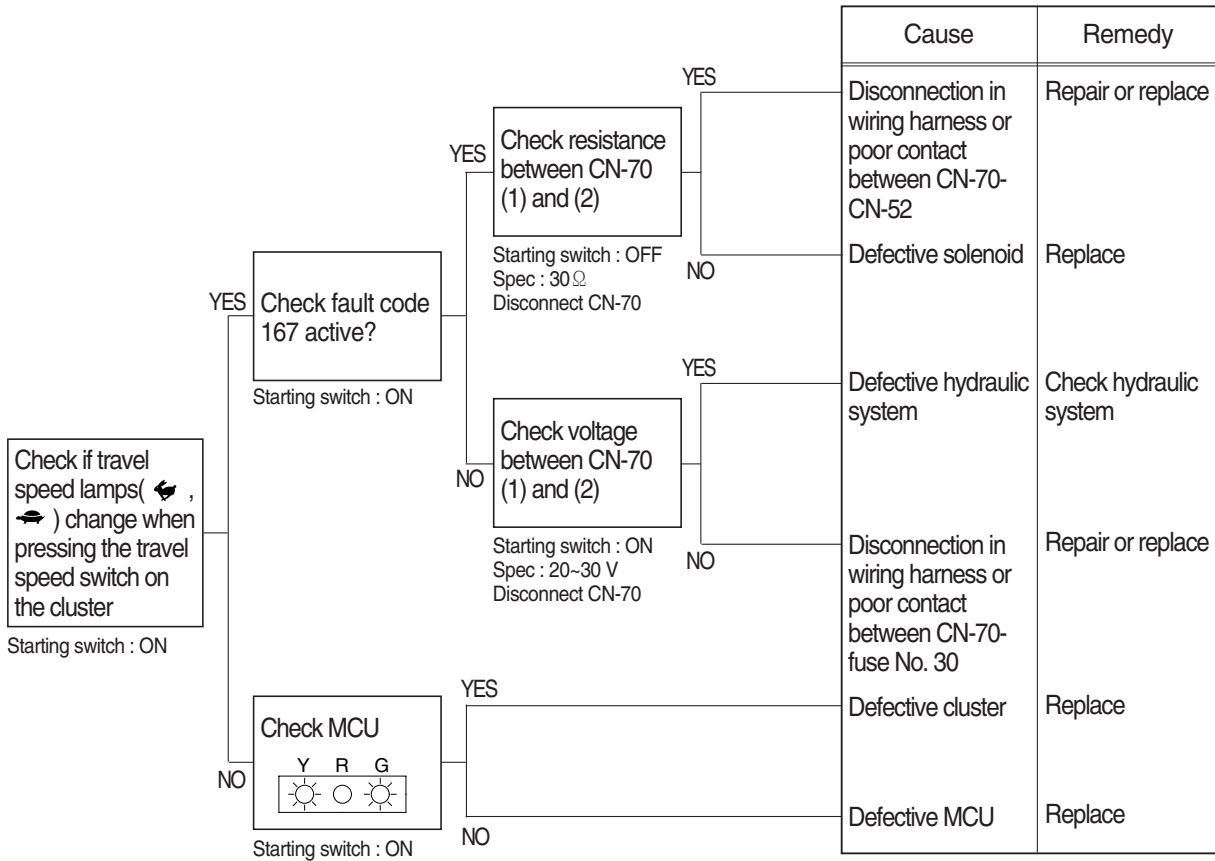 Cause
Remedy
YES
Disconnection in
wiring harness or
poor contact
between CN-70-
CN-52
Repair or replace
YES
Check resistance
between CN-70
(1) and (2)
Starting switch : OFF
Spec : 30Ω
Disconnect CN-70
NO
Defective solenoid
Replace
YES
Check fault code
167 active?
Starting switch : ON
YES
Defective hydraulic
system
Check hydraulic
system
NO
Check voltage
between CN-70
(1) and (2)
Starting switch : ON
Spec : 20~30 V
Disconnect CN-70
NO
Disconnection in
wiring harness or
poor contact
between CN-70-
fuse No. 30
Repair or replace
Check if travel
speed lamps( ,
) change when
pressing the travel
speed switch on
the cluster
Starting switch : ON
NO
Check MCU
Y R G
Starting switch : ON
YES
Defective cluster
Replace
NO
Defective MCU
Replace